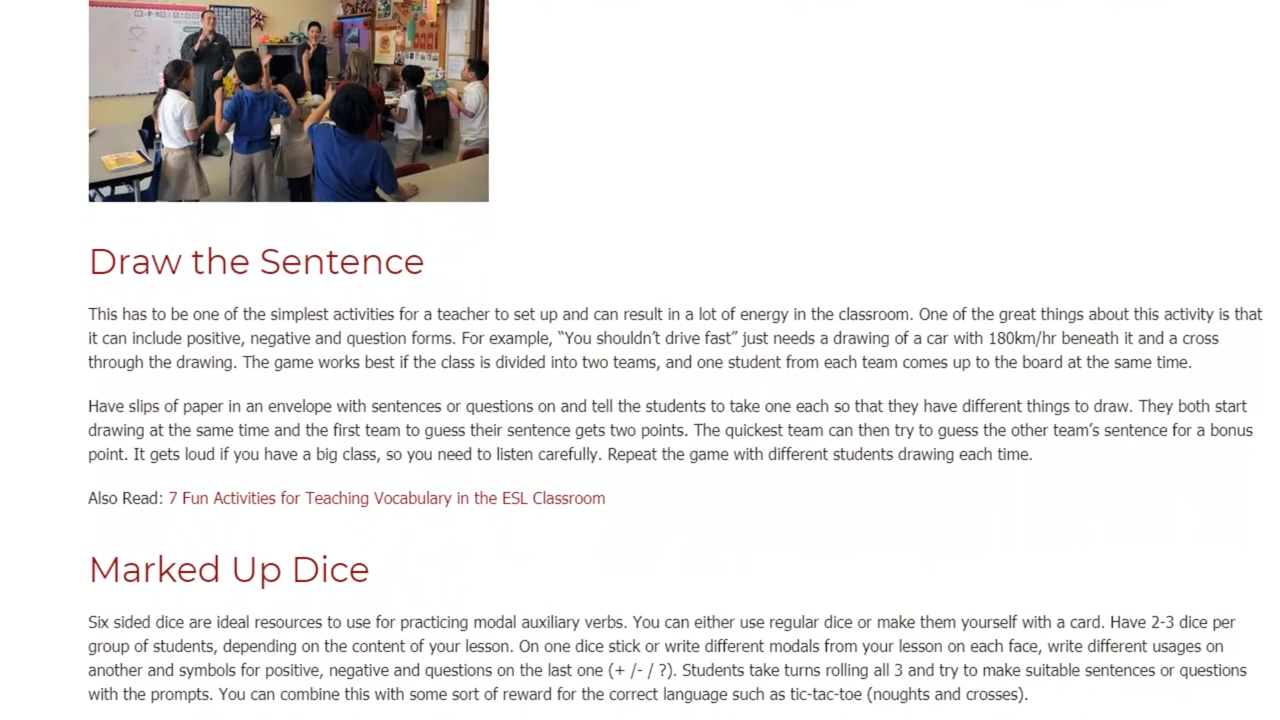 Draw the Sentence
This has to be one of the simplest activities for a teacher to set up and can result in a lot of energy in the classroom. One of the great things about this activity is that
it can include positive, negative and question forms. For example, “You shouldn’t drive fast” just needs a drawing of a car with 180km/hr beneath it and a cross
through the drawing. The game works best if the class is divided into two teams, and one student from each team comes up to the board at the same time.
Have slips of paper in an envelope with sentences or questions on and tell the students to take one each so that they have different things to draw. They both start
drawing at the same time and the first team to guess their sentence gets two points. The quickest team can then try to guess the other team’s sentence for a bonus
point. It gets loud if you have a big class, so you need to listen carefully. Repeat the game with different students drawing each time.
Also Read: 7 Fun Activities for Teaching Vocabulary in the ESL Classroom
Marked Up Dice
Six sided dice are ideal resources to use for practicing modal auxiliary verbs. You can either use regular dice or make them yourself with a card. Have 2-3 dice per
group of students, depending on the content of your lesson. On one dice stick or write different modals from your lesson on each face, write different usages on
another and symbols for positive, negative and questions on the last one (+ /- / ?). Students take turns rolling all 3 and try to make suitable sentences or questions
with the prompts. You can combine this with some sort of reward for the correct language such as tic-tac-toe (noughts and crosses).